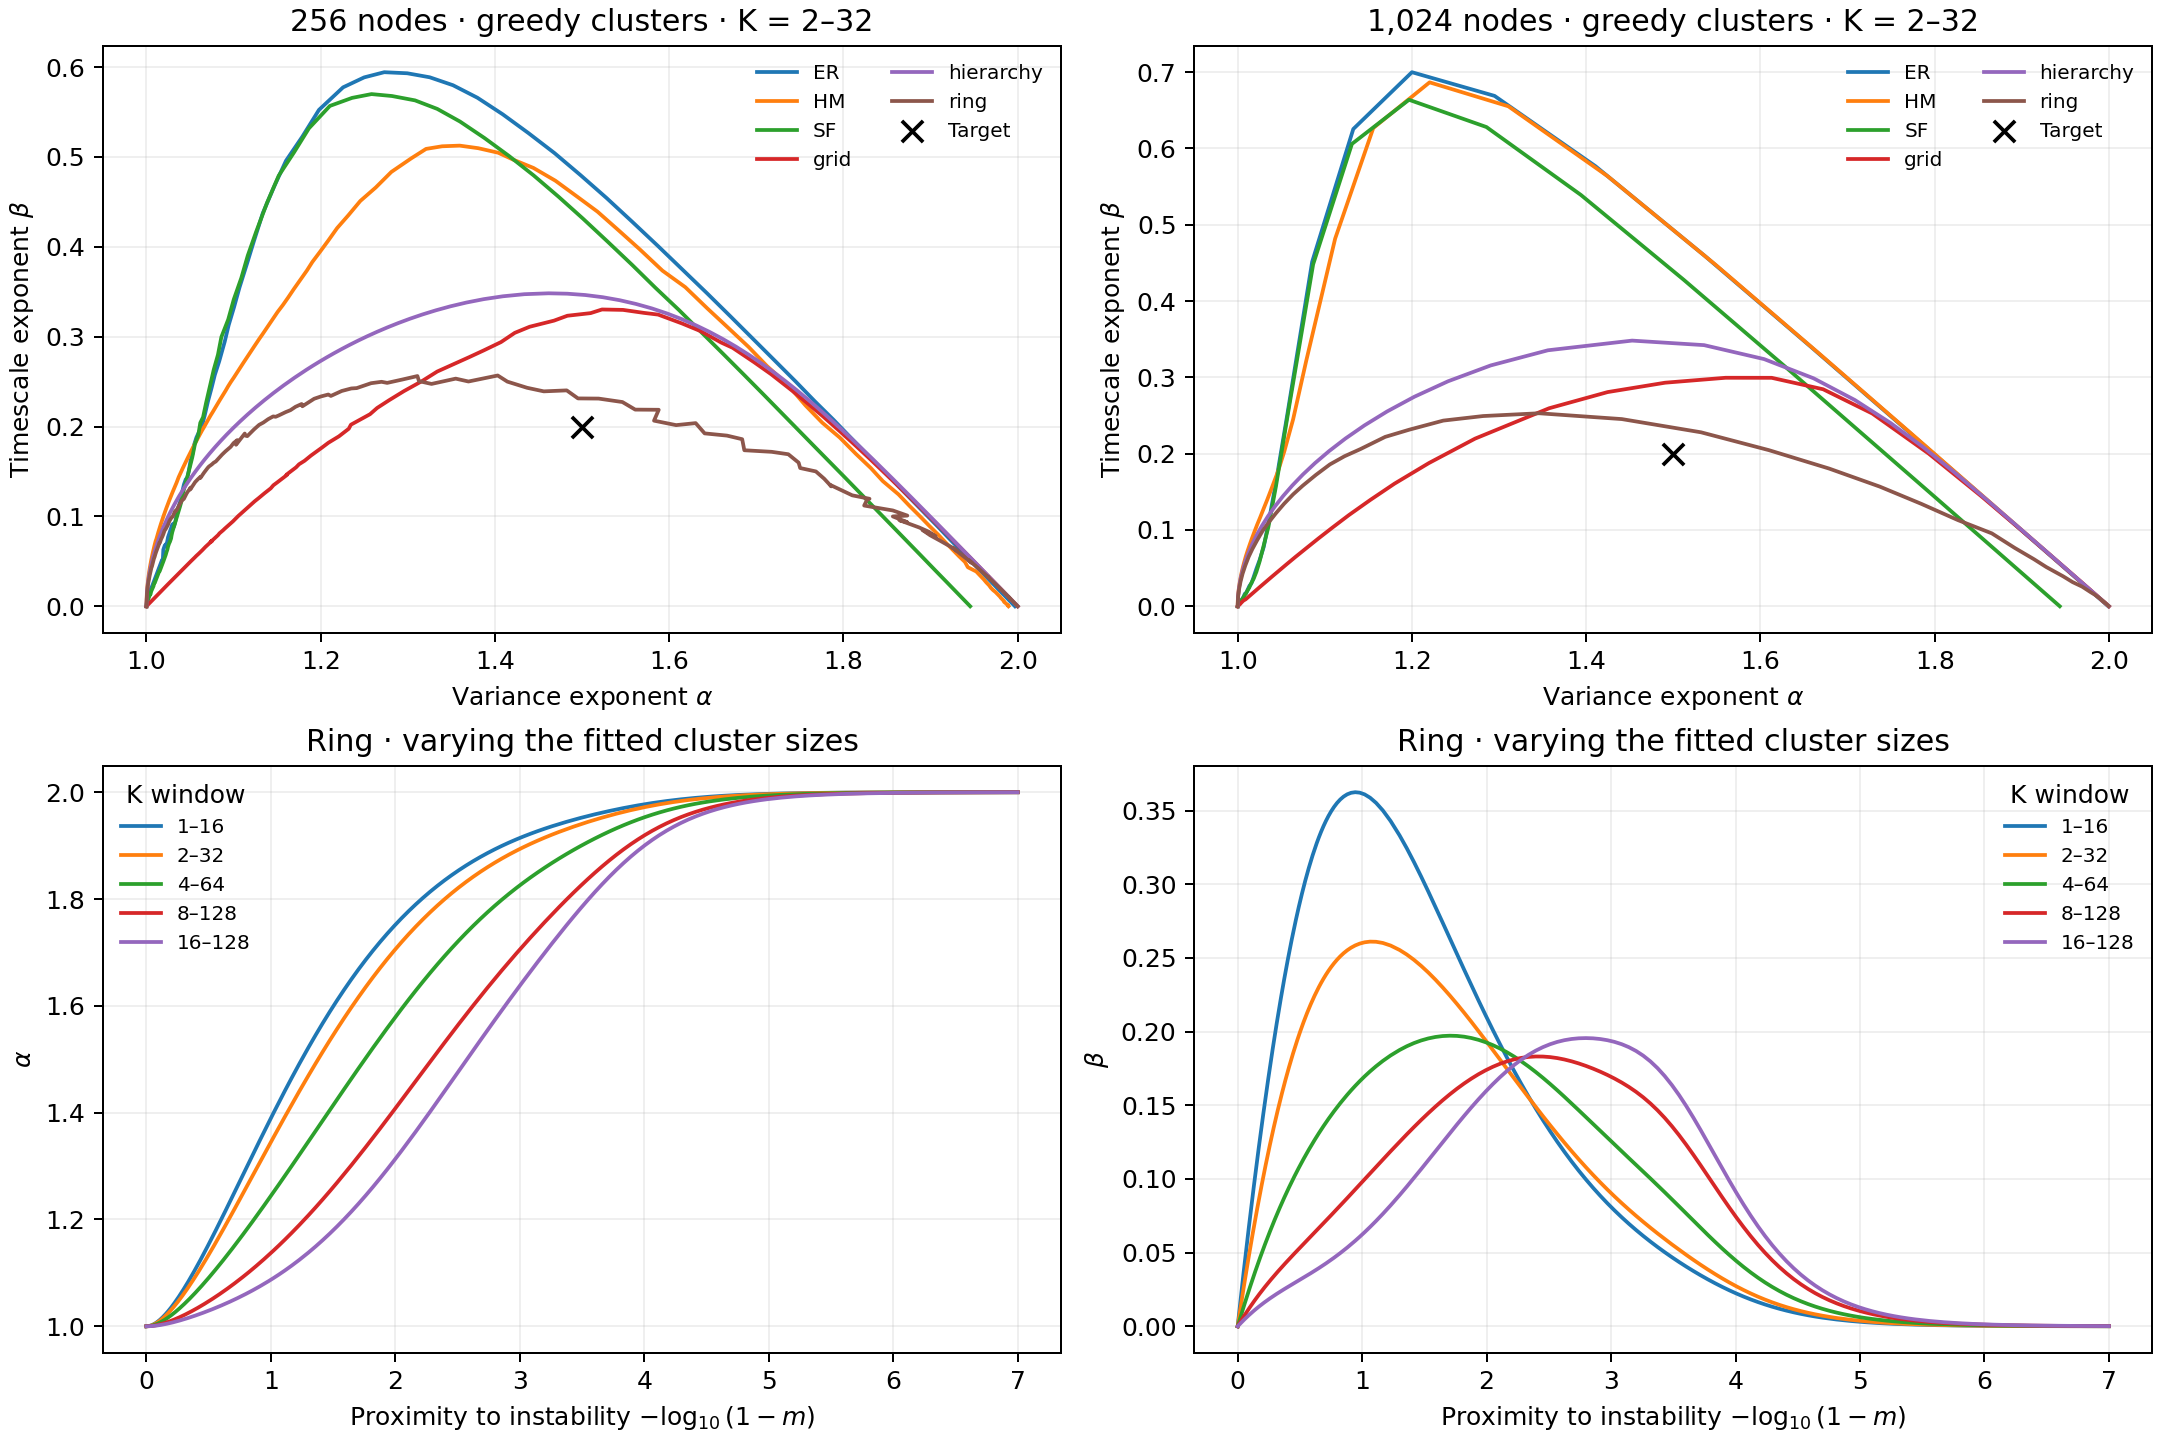 256 nodes · greedy clusters · K = 2–32
0.6
0.5
0.4
0.3
0.2
0.1
0.0
Timescale exponent β
ER
HM
SF
grid
hierarchy
ring
Target
1.0 1.2 1.4 1.6 1.8 2.0
Variance exponent α
1,024 nodes · greedy clusters · K = 2–32
0.7
0.6
0.5
0.4
0.3
0.2
0.1
0.0
Timescale exponent β
ER
HM
SF
grid
hierarchy
ring
Target
1.0 1.2 1.4 1.6 1.8 2.0
Variance exponent α
Ring · varying the fitted cluster sizes
2.0
1.8
1.6
1.4
1.2
1.0
α
K window
1–16
2–32
4–64
8–128
16–128
0 1 2 3 4 5 6 7
Proximity to instability −log₁₀(1 − m)
Ring · varying the fitted cluster sizes
0.35
0.30
0.25
0.20
0.15
0.10
0.05
0.00
β
K window
1–16
2–32
4–64
8–128
16–128
0 1 2 3 4 5 6 7
Proximity to instability −log₁₀(1 − m)